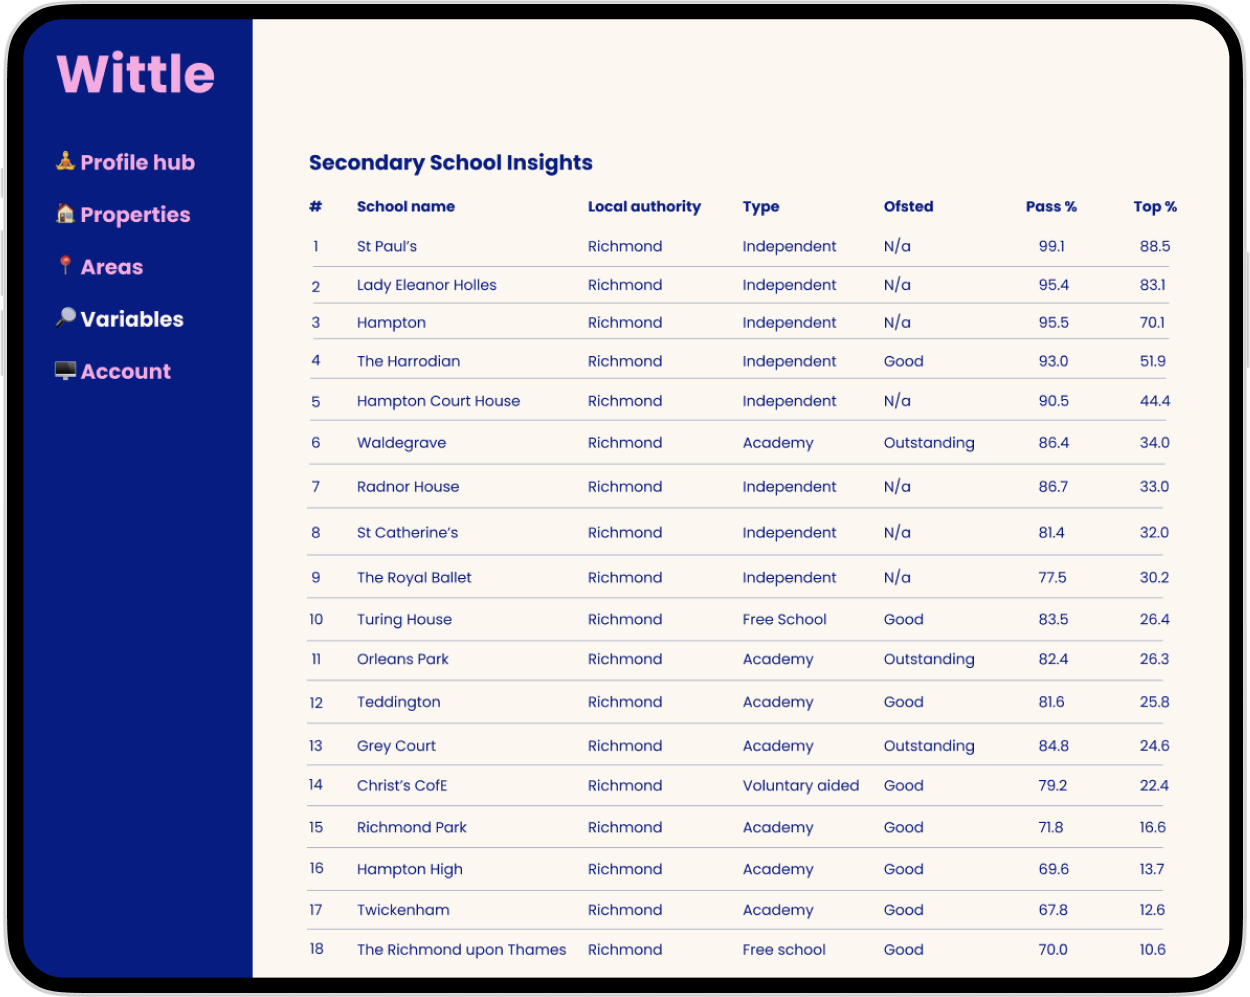 Wittle
Profile hub
Properties
Areas
Variables
Account
Secondary School Insights
# School name Local authority Type Ofsted Pass % Top %
1 St Paul’s Richmond Independent N/a 99.1 88.5
2 Lady Eleanor Holles Richmond Independent N/a 95.4 83.1
3 Hampton Richmond Independent N/a 95.5 70.1
4 The Harrodian Richmond Independent Good 93.0 51.9
5 Hampton Court House Richmond Independent N/a 90.5 44.4
6 Waldegrave Richmond Academy Outstanding 86.4 34.0
7 Radnor House Richmond Independent N/a 86.7 33.0
8 St Catherine’s Richmond Independent N/a 81.4 32.0
9 The Royal Ballet Richmond Independent N/a 77.5 30.2
10 Turing House Richmond Free School Good 83.5 26.4
11 Orleans Park Richmond Academy Outstanding 82.4 26.3
12 Teddington Richmond Academy Good 81.6 25.8
13 Grey Court Richmond Academy Outstanding 84.8 24.6
14 Christ’s CofE Richmond Voluntary aided Good 79.2 22.4
15 Richmond Park Richmond Academy Good 71.8 16.6
16 Hampton High Richmond Academy Good 69.6 13.7
17 Twickenham Richmond Academy Good 67.8 12.6
18 The Richmond upon Thames Richmond Free school Good 70.0 10.6